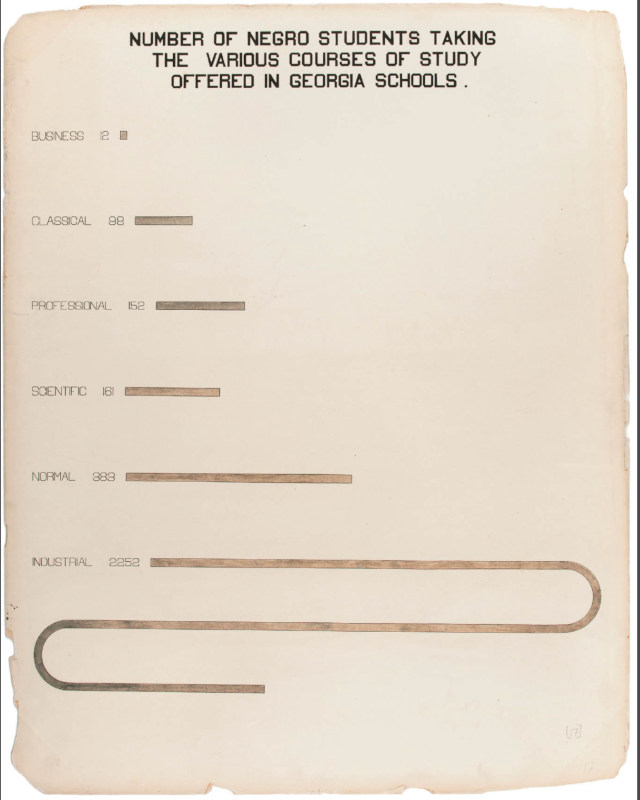 NUMBER OF NEGRO STUDENTS TAKING
THE VARIOUS COURSES OF STUDY
OFFERED IN GEORGIA SCHOOLS.
BUSINESS 12
CLASSICAL 98
PROFESSIONAL 152
SCIENTIFIC 161
NORMAL 383
INDUSTRIAL 2252